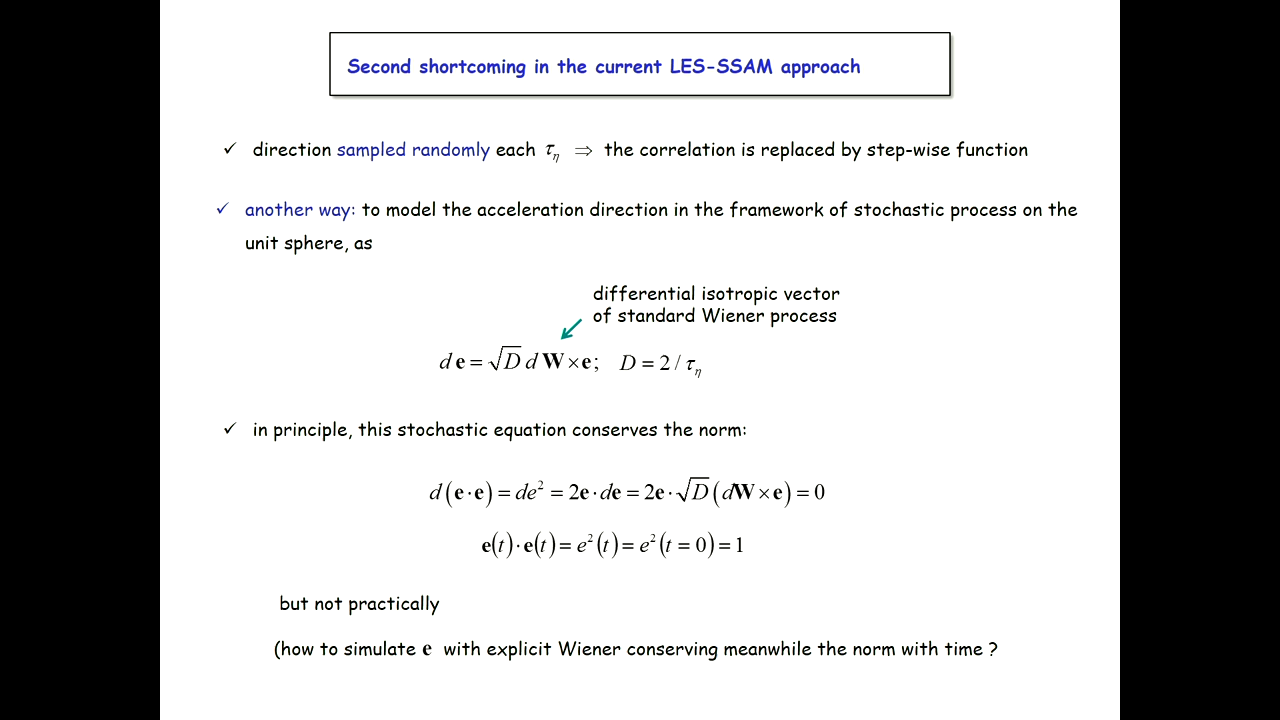 Second shortcoming in the current LES-SSAM approach
✓ direction sampled randomly each τ_η ⇒ the correlation is replaced by step-wise function
✓ another way: to model the acceleration direction in the framework of stochastic process on the
unit sphere, as
differential isotropic vector
of standard Wiener process
d e = √D d W × e; D = 2 / τ_η
✓ in principle, this stochastic equation conserves the norm:
d(e · e) = de² = 2e · de = 2e · √D (dW × e) = 0
e(t) · e(t) = e²(t) = e²(t = 0) = 1
but not practically
(how to simulate e with explicit Wiener conserving meanwhile the norm with time ?